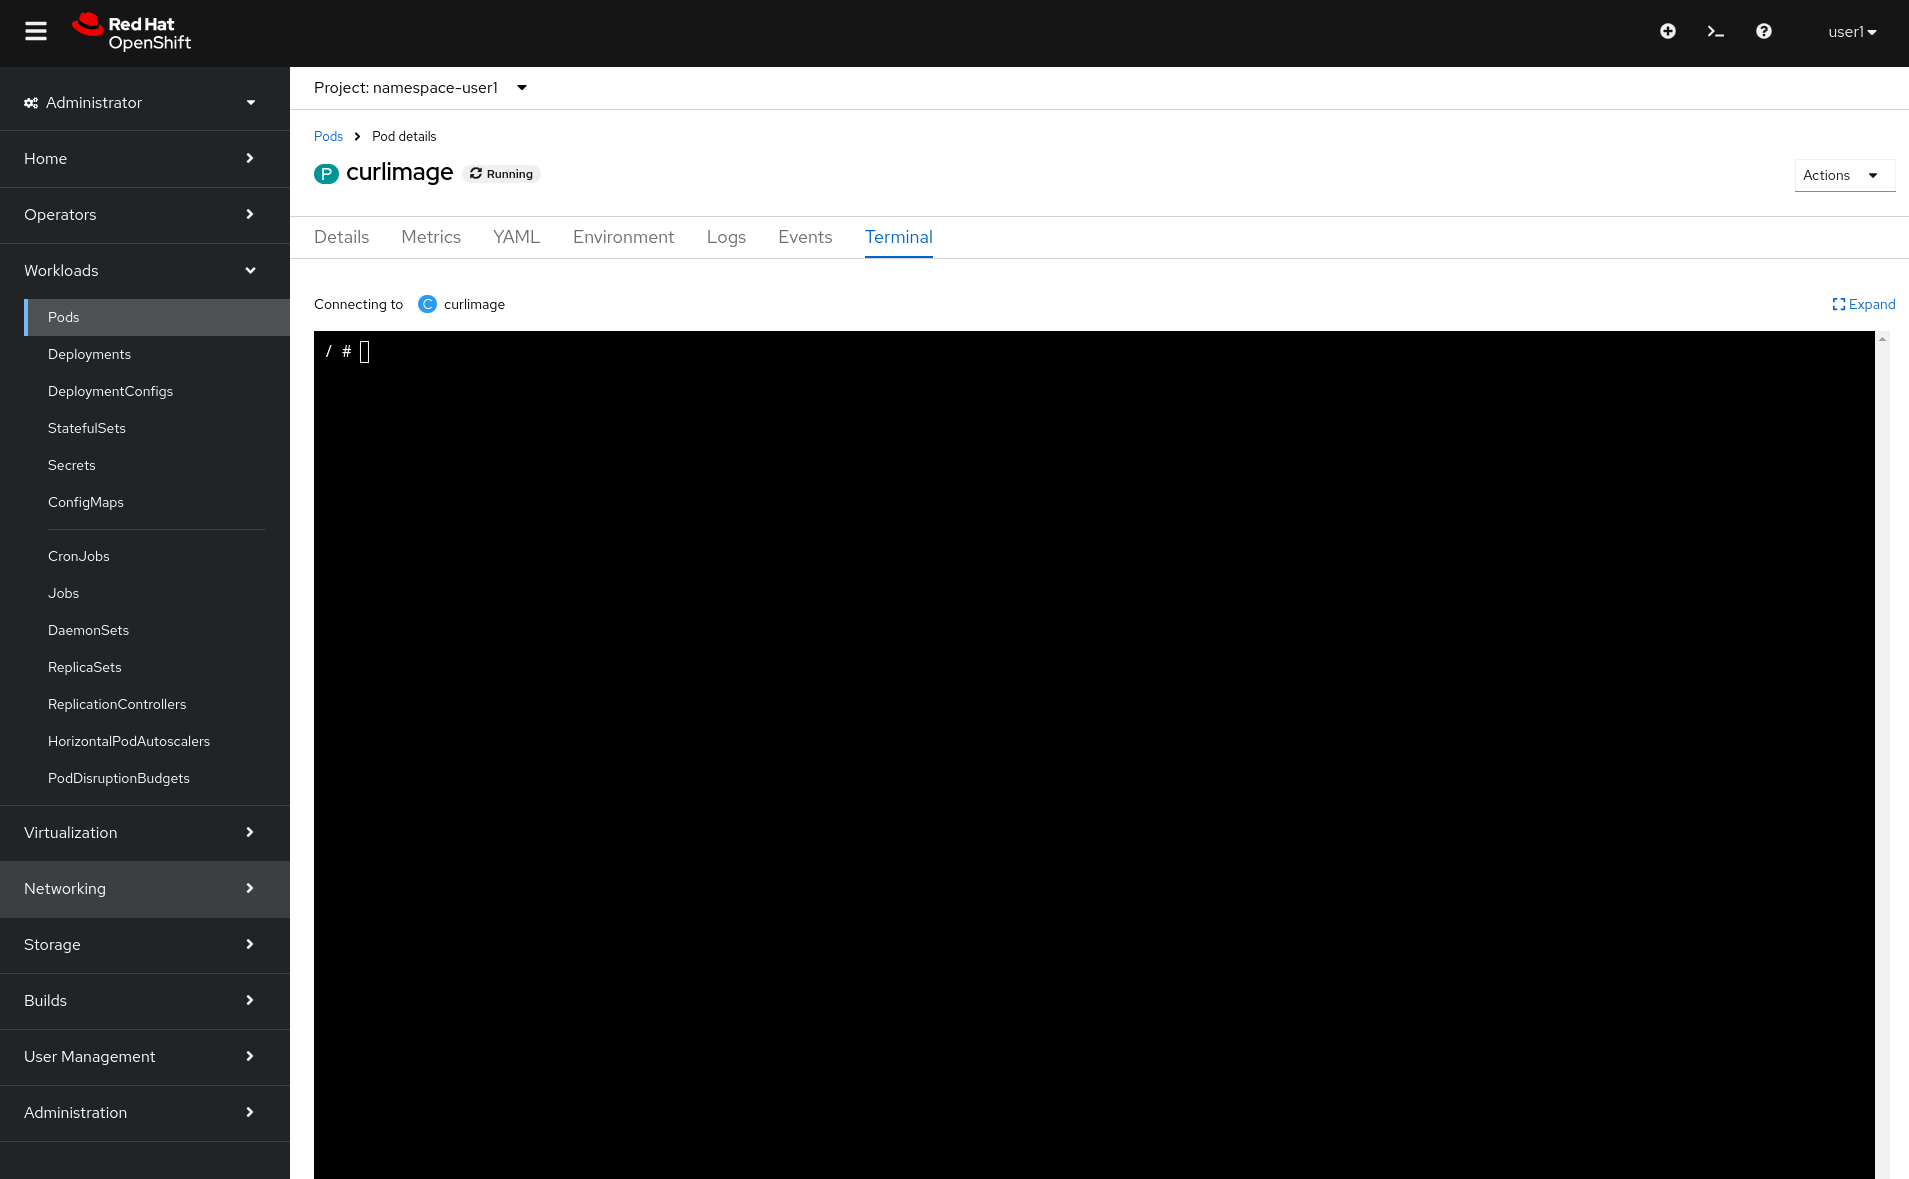 Red Hat
OpenShift
user1
Administrator
Home
Operators
Workloads
Pods
Deployments
DeploymentConfigs
StatefulSets
Secrets
ConfigMaps
CronJobs
Jobs
DaemonSets
ReplicaSets
ReplicationControllers
HorizontalPodAutoscalers
PodDisruptionBudgets
Virtualization
Networking
Storage
Builds
User Management
Administration
Project: namespace-user1
Pods Pod details
P curlimage Running
Actions
Details Metrics YAML Environment Logs Events Terminal
Connecting to C curlimage
Expand
/ #